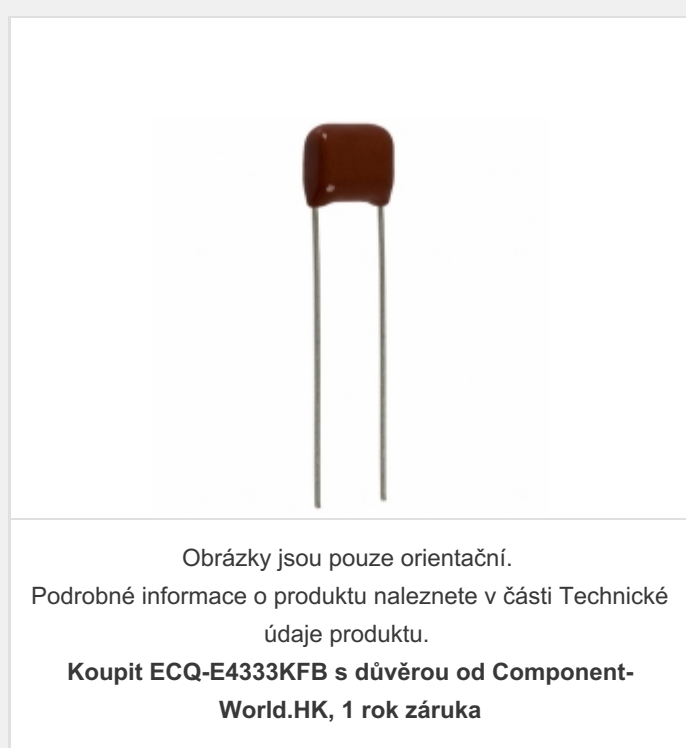 Obrázky jsou pouze orientační.
Podrobné informace o produktu naleznete v části Technické
údaje produktu.
Koupit ECQ-E4333KFB s důvěrou od Component-
World.HK, 1 rok záruka